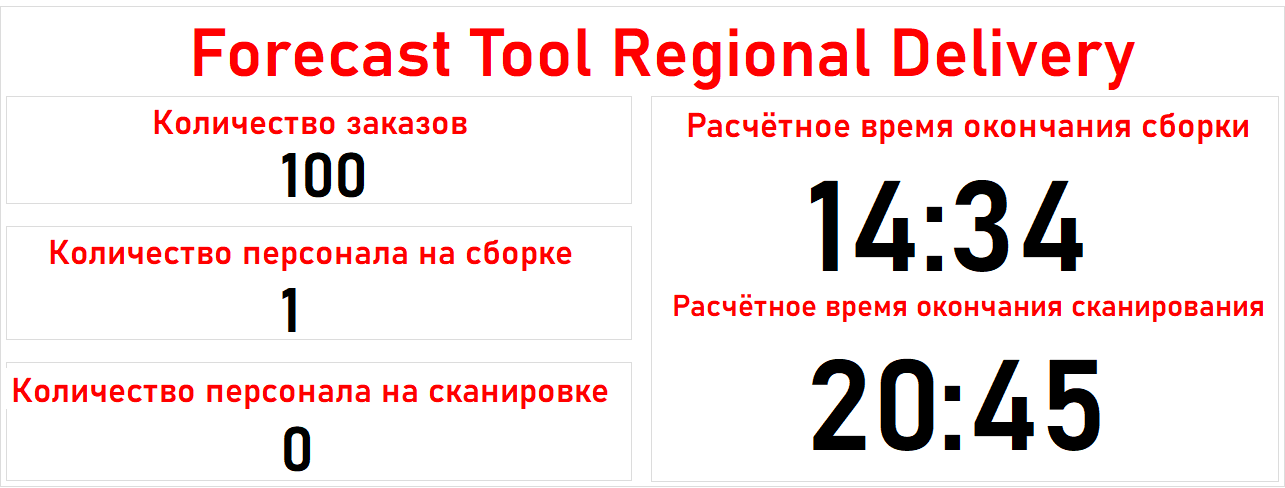 Forecast Tool Regional Delivery
Количество заказов
100
Количество персонала на сборке
1
Количество персонала на сканировке
0
Расчётное время окончания сборки
14:34
Расчётное время окончания сканирования
20:45